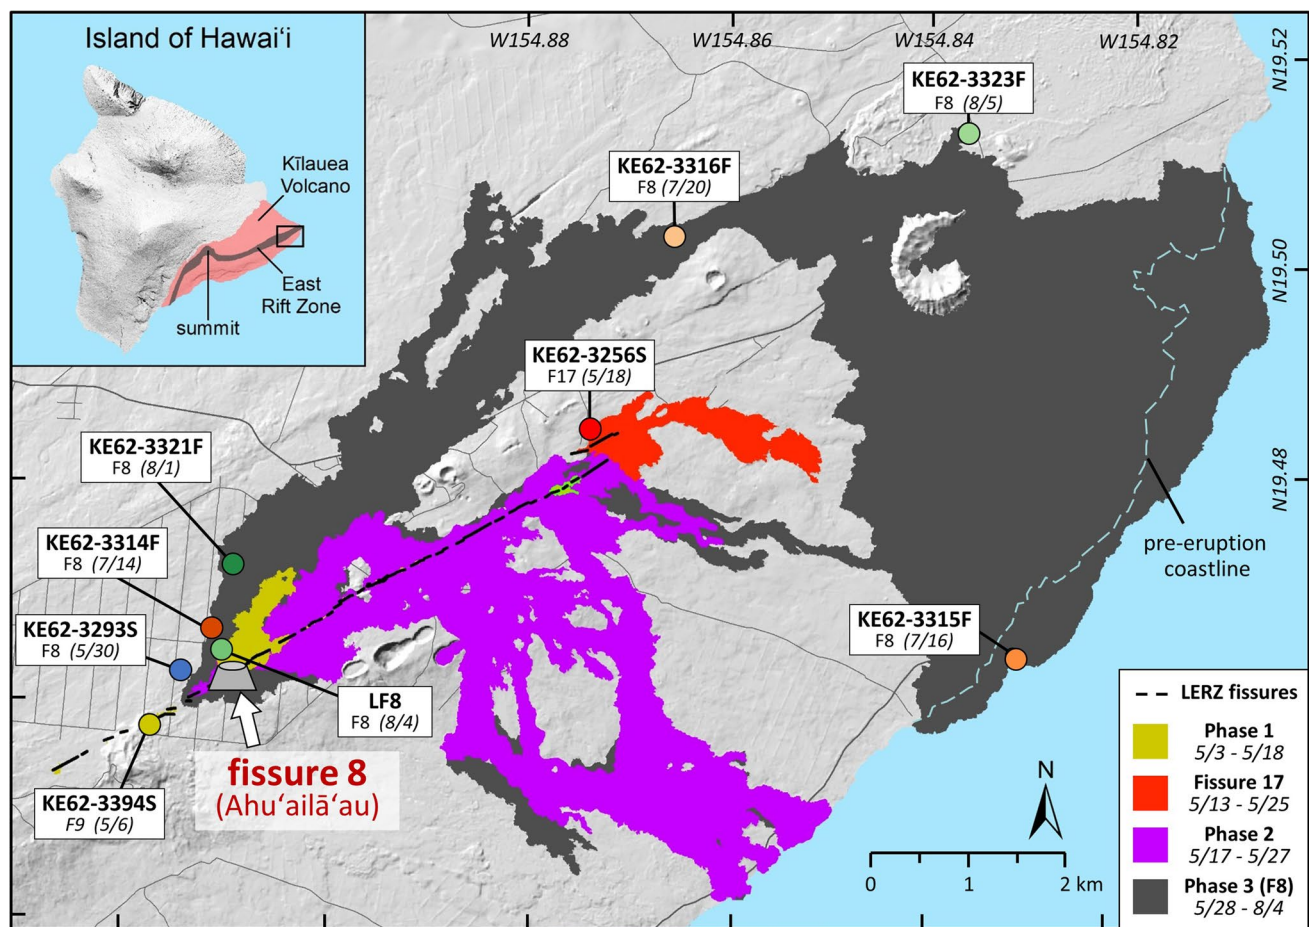 Island of Hawaiʻi
Kīlauea
Volcano
East
Rift Zone
summit
W154.88
W154.86
W154.84
W154.82
N19.52
N19.50
N19.48
KE62-3323F
F8 (8/5)
KE62-3316F
F8 (7/20)
KE62-3256S
F17 (5/18)
KE62-3321F
F8 (8/1)
KE62-3314F
F8 (7/14)
KE62-3293S
F8 (5/30)
KE62-3394S
F9 (5/6)
LF8
F8 (8/4)
KE62-3315F
F8 (7/16)
fissure 8
(Ahuʻailāʻau)
pre-eruption
coastline
N
0 1 2 km
LERZ fissures
Phase 1
5/3 - 5/18
Fissure 17
5/13 - 5/25
Phase 2
5/17 - 5/27
Phase 3 (F8)
5/28 - 8/4